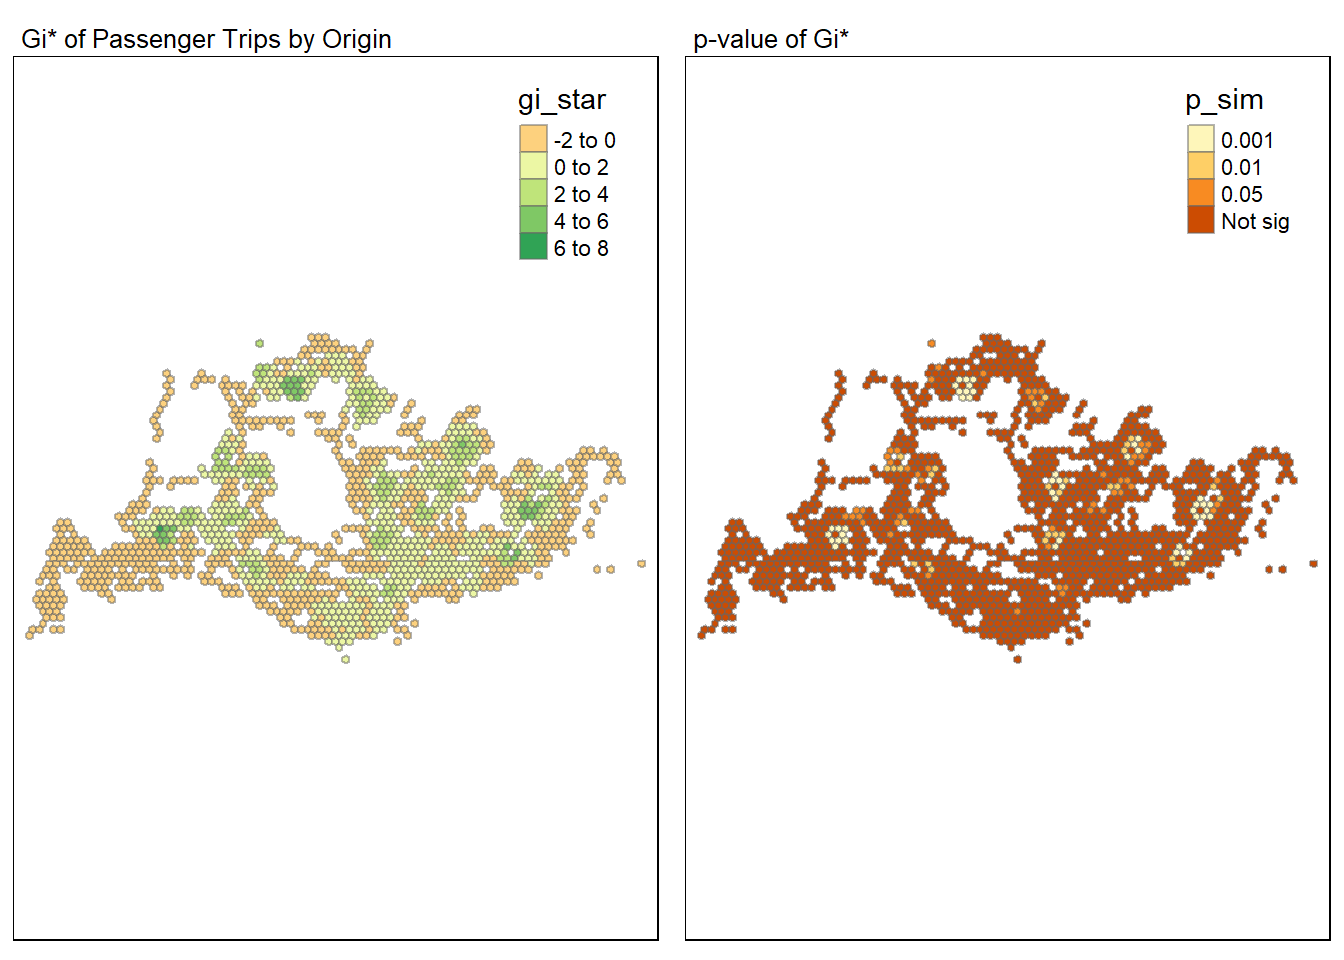 Gi* of Passenger Trips by Origin
gi_star
-2 to 0
0 to 2
2 to 4
4 to 6
6 to 8
p-value of Gi*
p_sim
0.001
0.01
0.05
Not sig